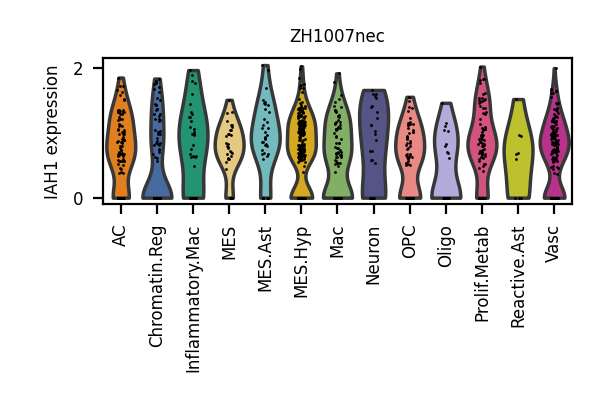 ZH1007nec
IAH1 expression
2
0
AC
Chromatin.Reg
Inflammatory.Mac
MES
MES.Ast
MES.Hyp
Mac
Neuron
OPC
Oligo
Prolif.Metab
Reactive.Ast
Vasc